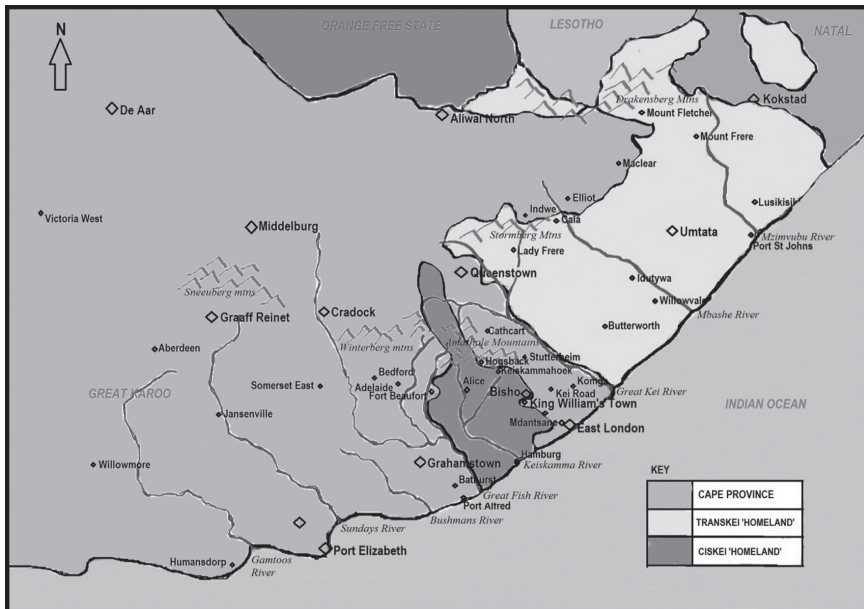 ORANGE FREE STATE
LESOTHO
NATAL
N
De Aar
Aliwal North
Drakensberg Mtns
Kokstad
Mount Fletcher
Mount Frere
Maclear
Victoria West
Middelburg
Elliot
Indwe
Cala
Lusikisiki
Umtata
Stormberg Mtns
Mzimvubu River
Port St Johns
Lady Frere
Queenstown
Idutywa
Sneeuberg mtns
Willowvale
Mbashe River
Graaff Reinet
Cradock
Butterworth
Cathcart
Amathole Mountains
Winterberg mtns
Aberdeen
Stutterheim
Hogsback
Keiskammahoek
Bedford
Komga
Somerset East
Adelaide
Alice
Kei Road
Great Kei River
GREAT KAROO
Fort Beaufort
Bisho
King William's Town
INDIAN OCEAN
Jansenville
Mdantsane
East London
Hamburg
Willowmore
Grahamstown
Keiskamma River
KEY
Bathurst
Great Fish River
CAPE PROVINCE
Port Alfred
Bushmans River
Sundays River
TRANSKEI 'HOMELAND'
Port Elizabeth
CISKEI 'HOMELAND'
Humansdorp
Gamtoos
River